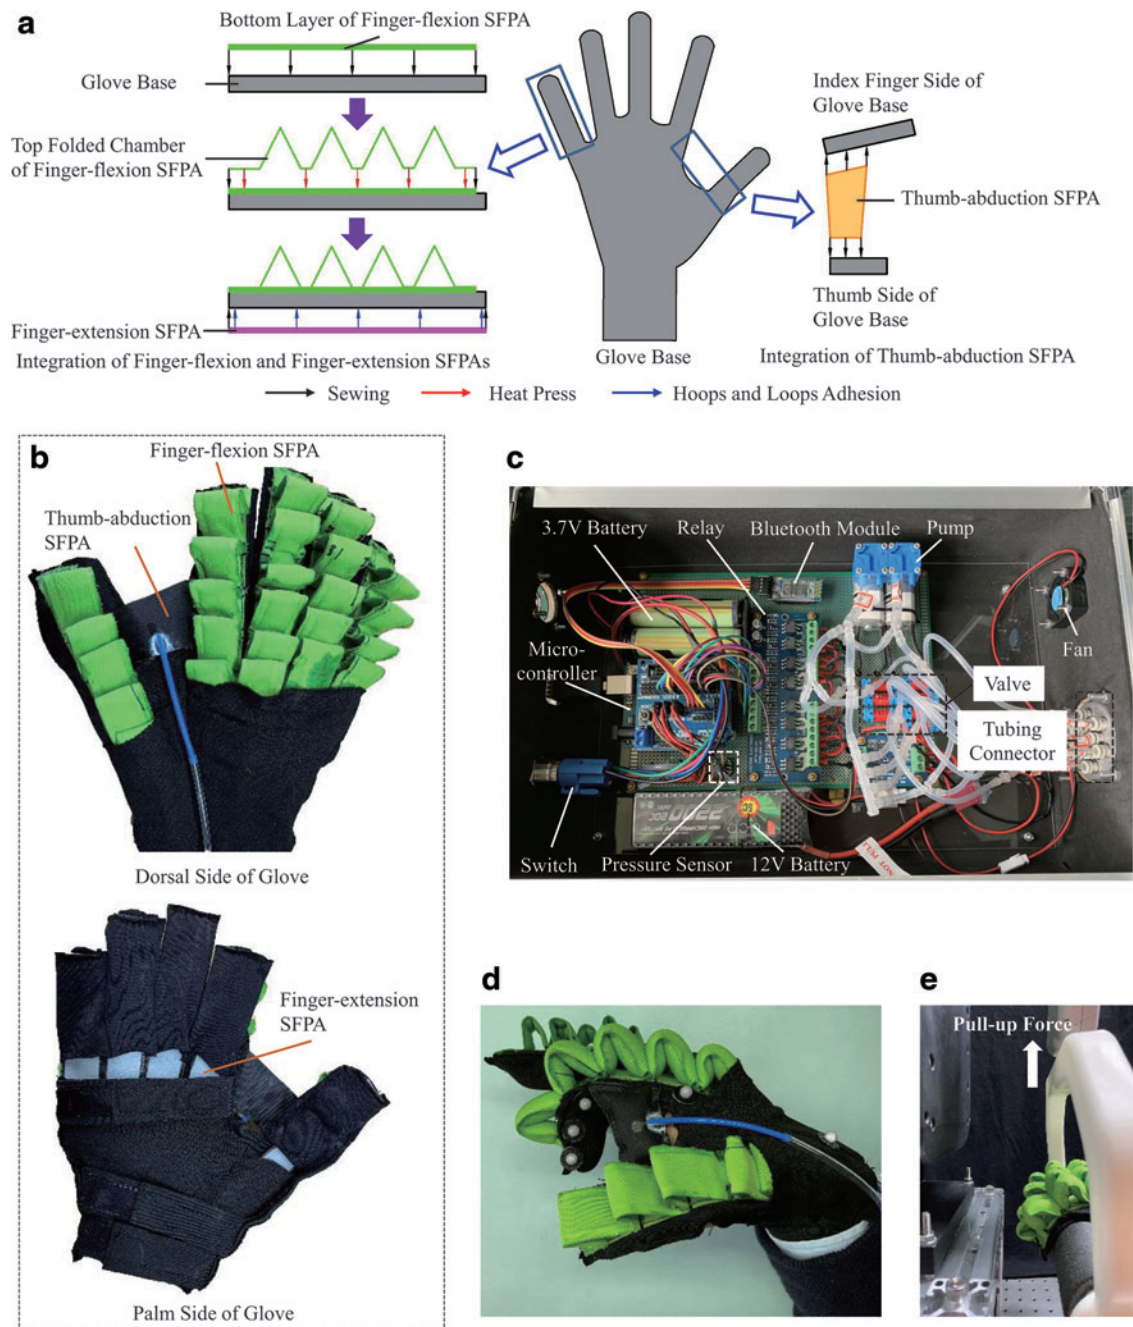 a
Bottom Layer of Finger-flexion SFPA
Glove Base
Top Folded Chamber
of Finger-flexion SFPA
Finger-extension SFPA
Integration of Finger-flexion and Finger-extension SFPAs
Glove Base
Index Finger Side of
Glove Base
Thumb-abduction SFPA
Thumb Side of
Glove Base
Integration of Thumb-abduction SFPA
Sewing
Heat Press
Hoops and Loops Adhesion
b
Finger-flexion SFPA
Thumb-abduction
SFPA
Dorsal Side of Glove
Finger-extension
SFPA
Palm Side of Glove
c
3.7V Battery
Relay
Bluetooth Module
Pump
Micro-
controller
Fan
Valve
Tubing
Connector
Switch
Pressure Sensor
12V Battery
2200
20C
NOT PULL
d
e
Pull-up Force